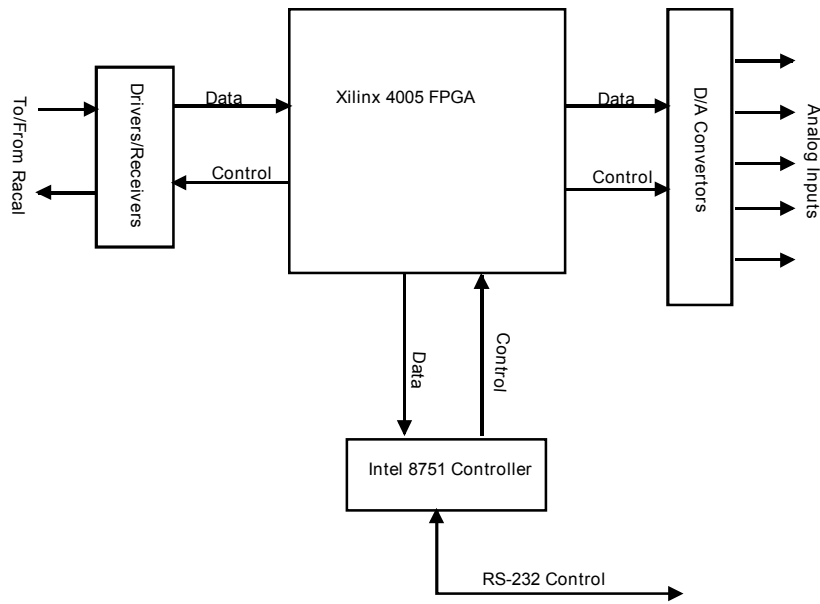 To/From Racal
Drivers/Receivers
Data
Control
Xilinx 4005 FPGA
Data
Control
D/A Convertors
Analog Inputs
Data
Control
Intel 8751 Controller
RS-232 Control